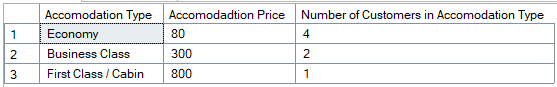 Accomodation Type Accomodadtion Price Number of Customers in Accomodation Type
1 Economy 80 4
2 Business Class 300 2
3 First Class / Cabin 800 1